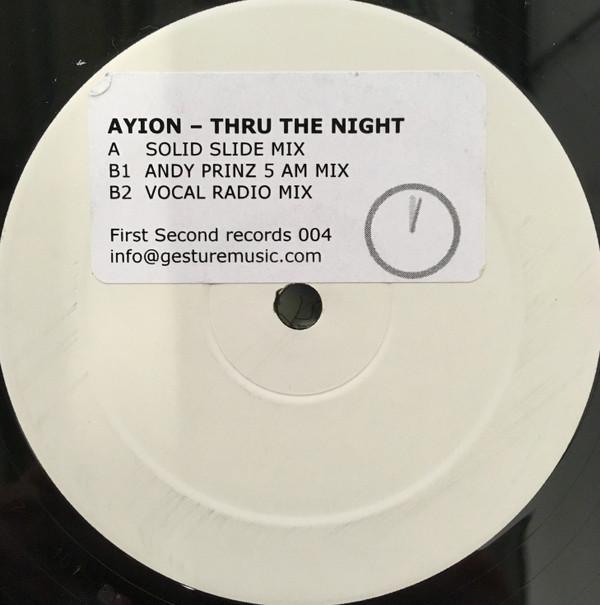 AYION – THRU THE NIGHT
A SOLID SLIDE MIX
B1 ANDY PRINZ 5 AM MIX
B2 VOCAL RADIO MIX
First Second records 004
info@gesturemusic.com